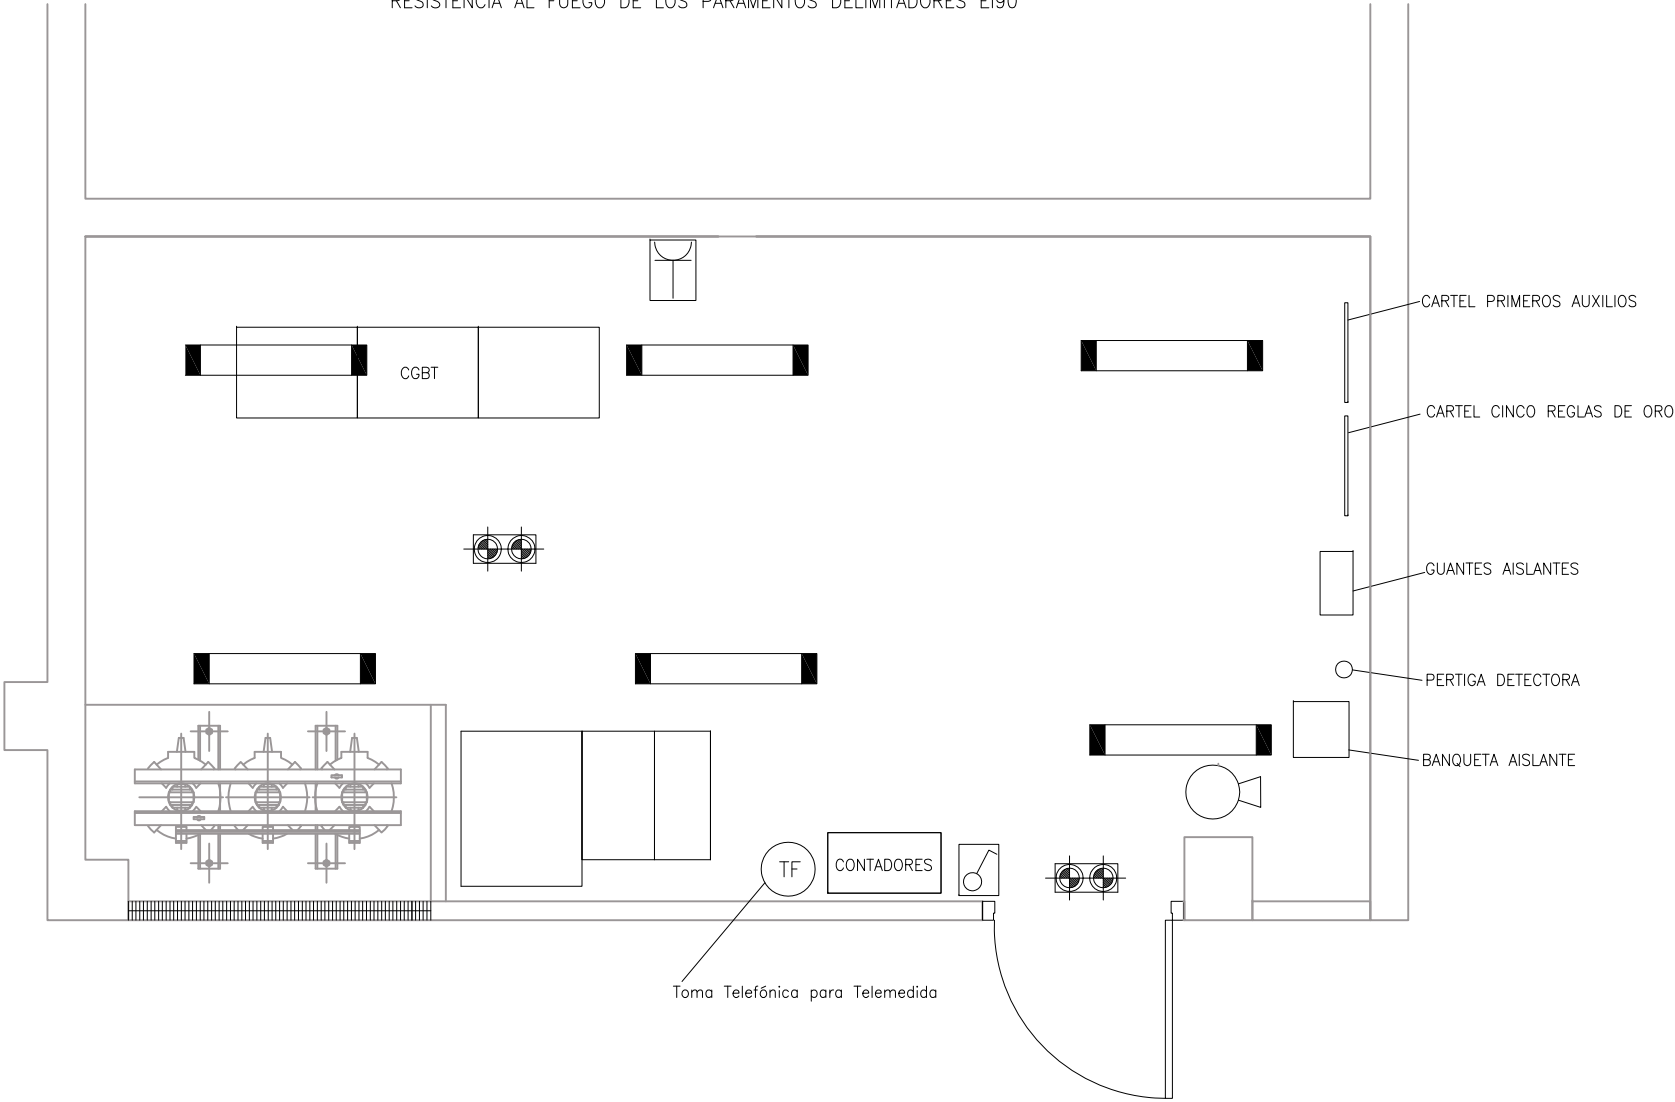 RESISTENCIA AL FUEGO DE LOS PARAMENTOS DELIMITADORES EI90
CARTEL PRIMEROS AUXILIOS
CGBT
CARTEL CINCO REGLAS DE ORO
GUANTES AISLANTES
PERTIGA DETECTORA
BANQUETA AISLANTE
TF
CONTADORES
Toma Telefónica para Telemedida